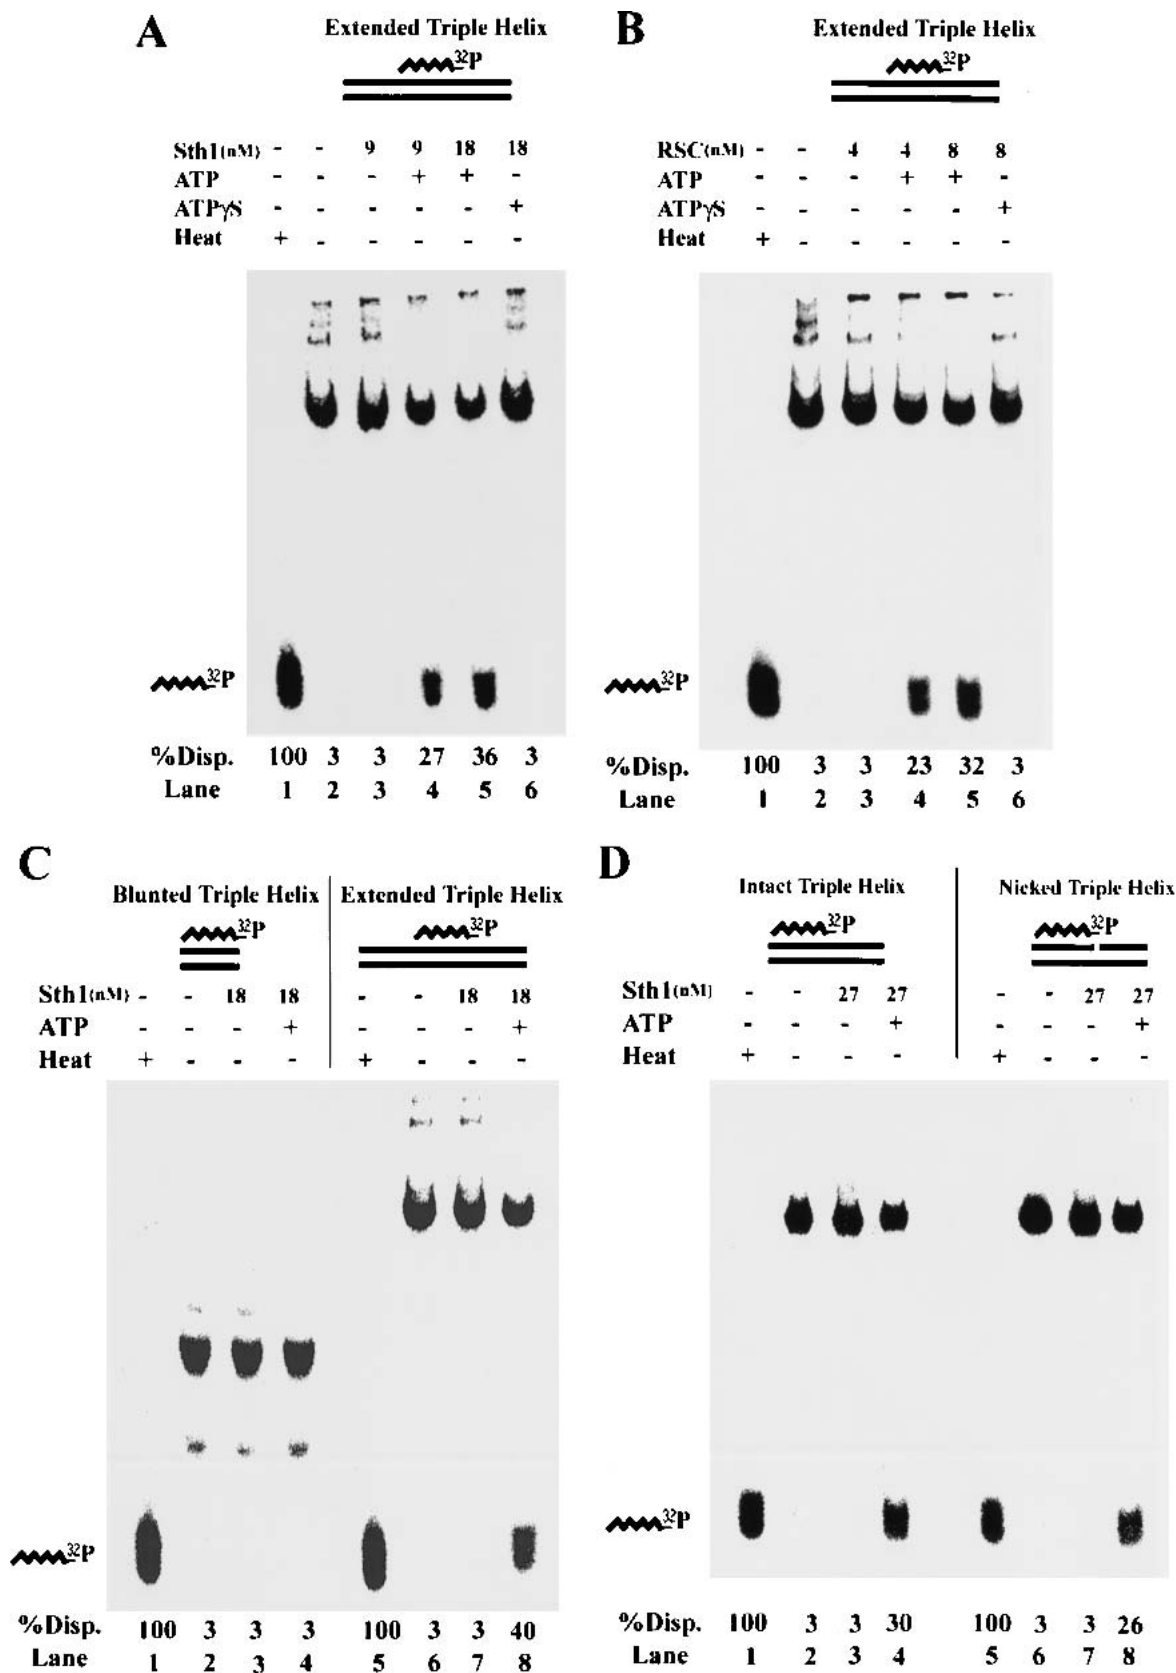 A
Extended Triple Helix
32P
Sth1(nM) - - 9 9 18 18
ATP - - - + + -
ATPγS - - - - - +
Heat + - - - - -
32P
%Disp. 100 3 3 27 36 3
Lane 1 2 3 4 5 6
B
Extended Triple Helix
32P
RSC(nM) - - 4 4 8 8
ATP - - - + + -
ATPγS - - - - - +
Heat + - - - - -
32P
%Disp. 100 3 3 23 32 3
Lane 1 2 3 4 5 6
C
Blunted Triple Helix Extended Triple Helix
32P 32P
Sth1(nM) - - 18 18 - - 18 18
ATP - - - + - - - +
Heat + - - - + - - -
32P
%Disp. 100 3 3 3 100 3 3 40
Lane 1 2 3 4 5 6 7 8
D
Intact Triple Helix Nicked Triple Helix
32P 32P
Sth1(nM) - - 27 27 - - 27 27
ATP - - - + - - - +
Heat + - - - + - - -
32P
%Disp. 100 3 3 30 100 3 3 26
Lane 1 2 3 4 5 6 7 8